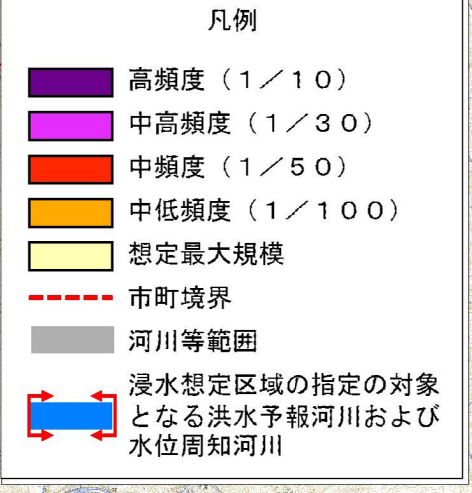 凡例
高頻度（１／１０）
中高頻度（１／３０）
中頻度（１／５０）
中低頻度（１／１００）
想定最大規模
市町境界
河川等範囲
浸水想定区域の指定の対象
となる洪水予報河川および
水位周知河川